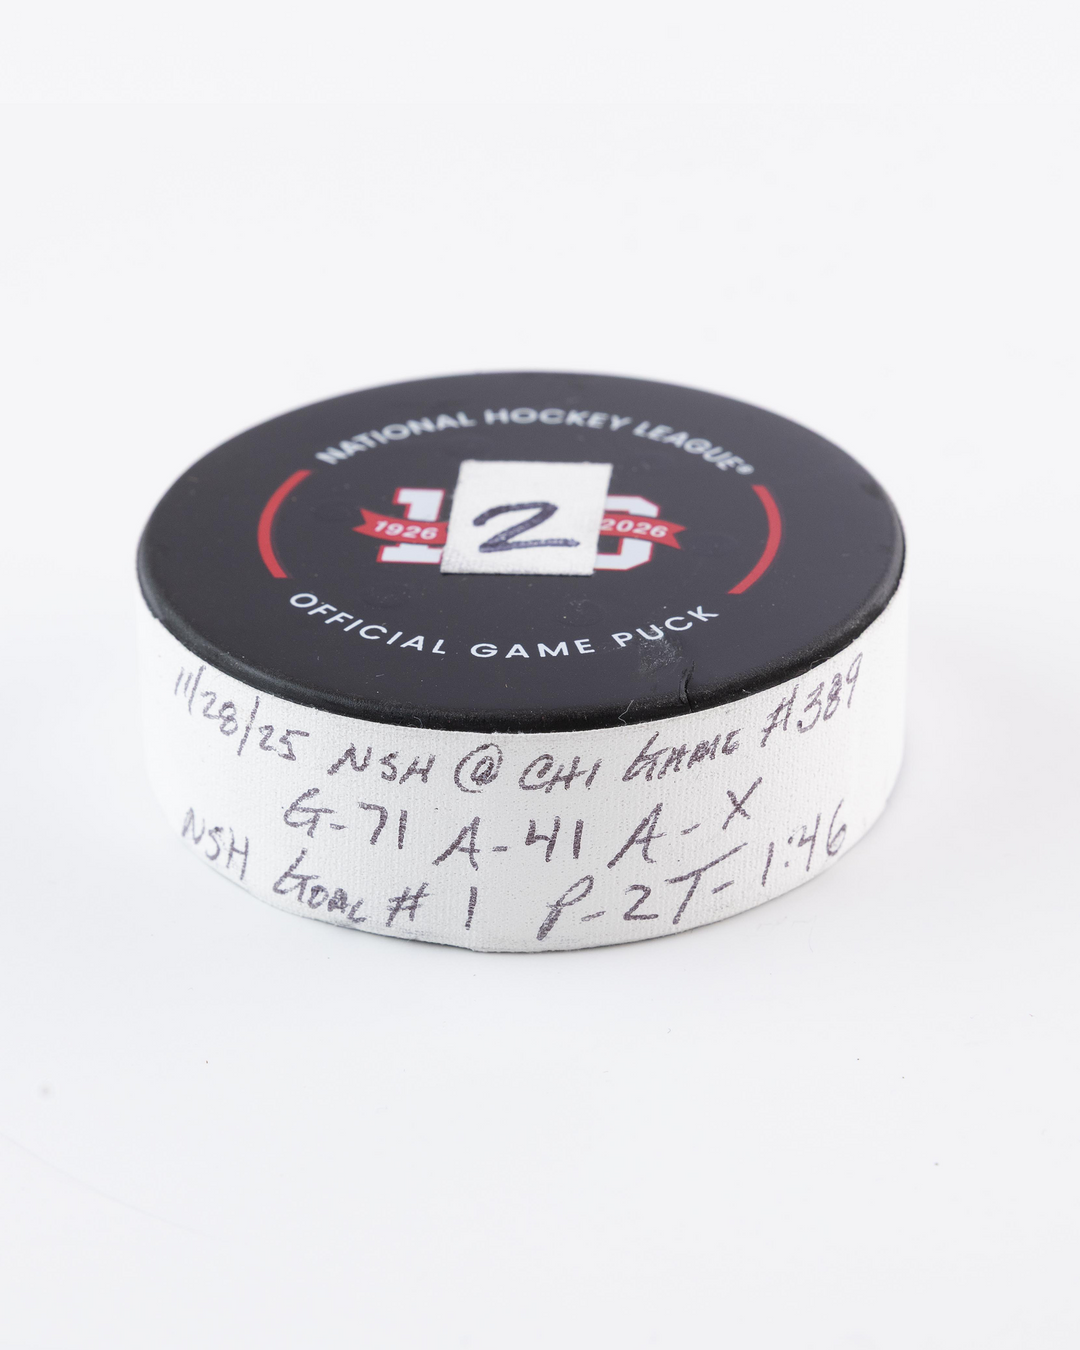 NATIONAL HOCKEY LEAGUE®
1926 2026
2
OFFICIAL GAME PUCK
11/28/25 NSH @ CHI GAME #389
G-71 A-41 A-X
NSH GOAL # 1 P-2 T-1:46